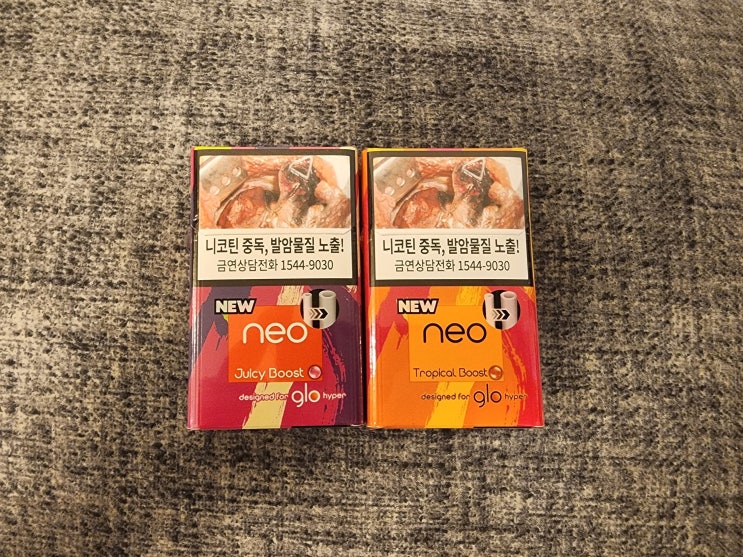 니코틴 중독, 발암물질 노출!
금연상담전화 1544-9030
NEW
neo
Juicy Boost
designed for glo hyper
니코틴 중독, 발암물질 노출!
금연상담전화 1544-9030
NEW
neo
Tropical Boost
designed for glo hyper